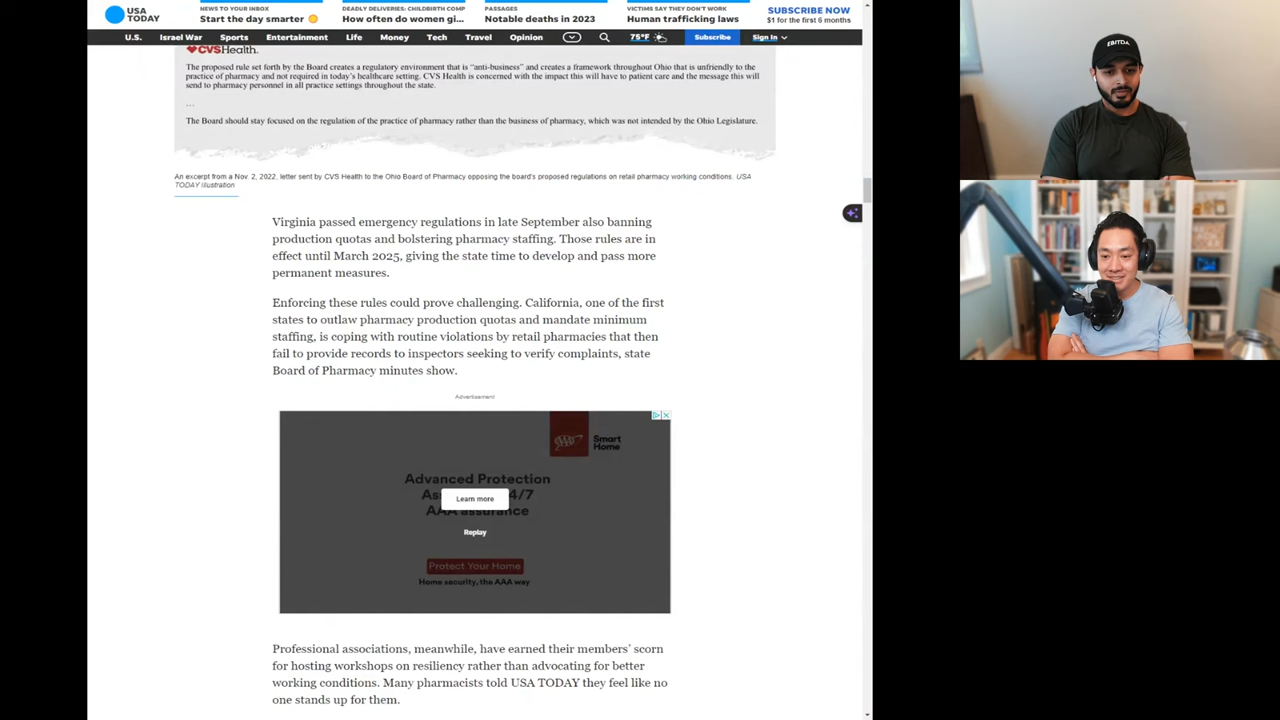 USA
TODAY
NEWS TO YOUR INBOX
Start the day smarter
DEADLY DELIVERIES: CHILDBIRTH COMP
How often do women gi...
PASSAGES
Notable deaths in 2023
VICTIMS SAY THEY DON'T WORK
Human trafficking laws
SUBSCRIBE NOW
$1 for the first 6 months
U.S. Israel War Sports Entertainment Life Money Tech Travel Opinion 75°F Subscribe Sign In
CVSHealth.
The proposed rule set forth by the Board creates a regulatory environment that is "anti-business" and creates a framework throughout Ohio that is unfriendly to the
practice of pharmacy and not required in today's healthcare setting. CVS Health is concerned with the impact this will have to patient care and the message this will
send to pharmacy personnel in all practice settings throughout the state.
...
The Board should stay focused on the regulation of the practice of pharmacy rather than the business of pharmacy, which was not intended by the Ohio Legislature.
An excerpt from a Nov. 2, 2022, letter sent by CVS Health to the Ohio Board of Pharmacy opposing the board's proposed regulations on retail pharmacy working conditions. USA
TODAY Illustration
Virginia passed emergency regulations in late September also banning
production quotas and bolstering pharmacy staffing. Those rules are in
effect until March 2025, giving the state time to develop and pass more
permanent measures.
Enforcing these rules could prove challenging. California, one of the first
states to outlaw pharmacy production quotas and mandate minimum
staffing, is coping with routine violations by retail pharmacies that then
fail to provide records to inspectors seeking to verify complaints, state
Board of Pharmacy minutes show.
Advertisement
Smart
Home
Advanced Protection
4/7
AAA assurance
Learn more
Replay
Protect Your Home
Home security, the AAA way
Professional associations, meanwhile, have earned their members' scorn
for hosting workshops on resiliency rather than advocating for better
working conditions. Many pharmacists told USA TODAY they feel like no
one stands up for them.
EBITDA